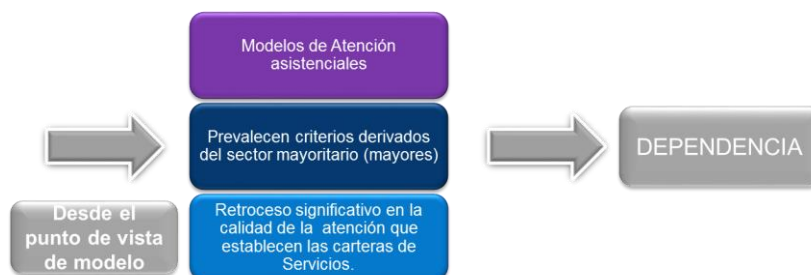 Modelos de Atención
asistenciales
Prevalecen criterios derivados
del sector mayoritario (mayores)
DEPENDENCIA
Desde el
punto de vista
de modelo
Retroceso significativo en la
calidad de la atención que
establecen las carteras de
Servicios.